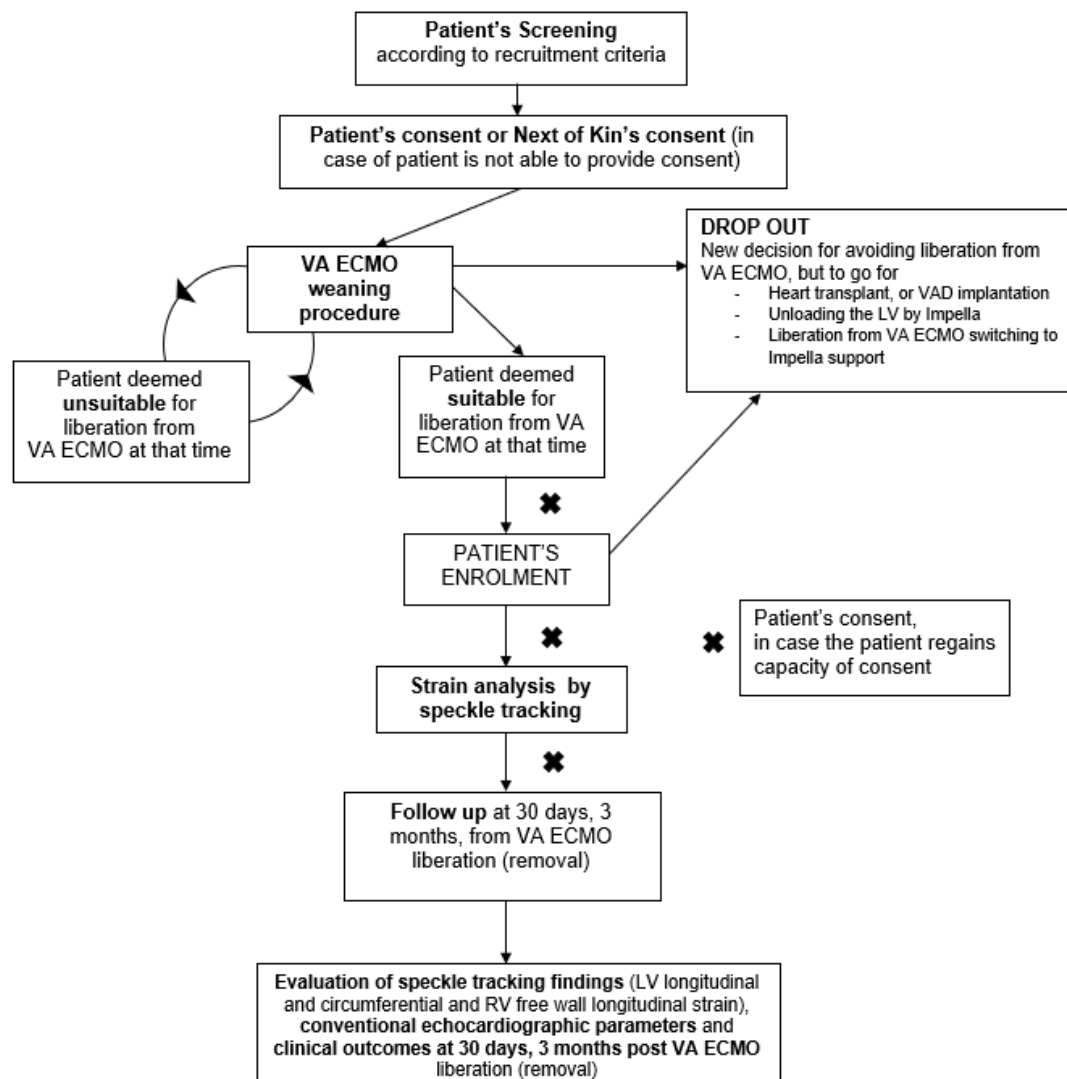 Patient's Screening
according to recruitment criteria
Patient's consent or Next of Kin's consent (in
case of patient is not able to provide consent)
VA ECMO
weaning
procedure
DROP OUT
New decision for avoiding liberation from
VA ECMO, but to go for
- Heart transplant, or VAD implantation
- Unloading the LV by Impella
- Liberation from VA ECMO switching to
Impella support
Patient deemed
unsuitable for
liberation from
VA ECMO at that time
Patient deemed
suitable for
liberation from VA
ECMO at that time
PATIENT'S
ENROLMENT
Patient's consent,
in case the patient regains
capacity of consent
Strain analysis by
speckle tracking
Follow up at 30 days, 3
months, from VA ECMO
liberation (removal)
Evaluation of speckle tracking findings (LV longitudinal
and circumferential and RV free wall longitudinal strain),
conventional echocardiographic parameters and
clinical outcomes at 30 days, 3 months post VA ECMO
liberation (removal)